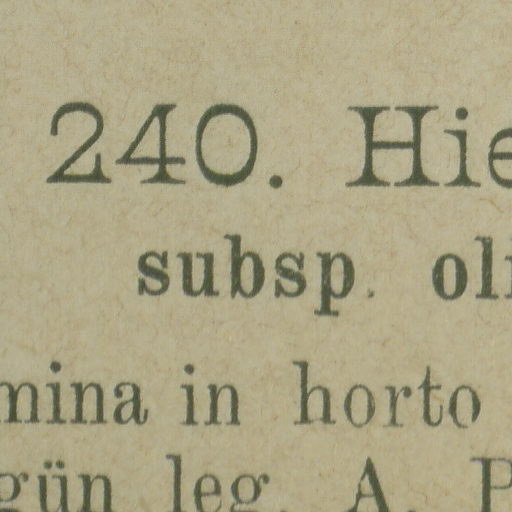 240. Hie
subsp. oli
mina in horto
gün leg. A. P